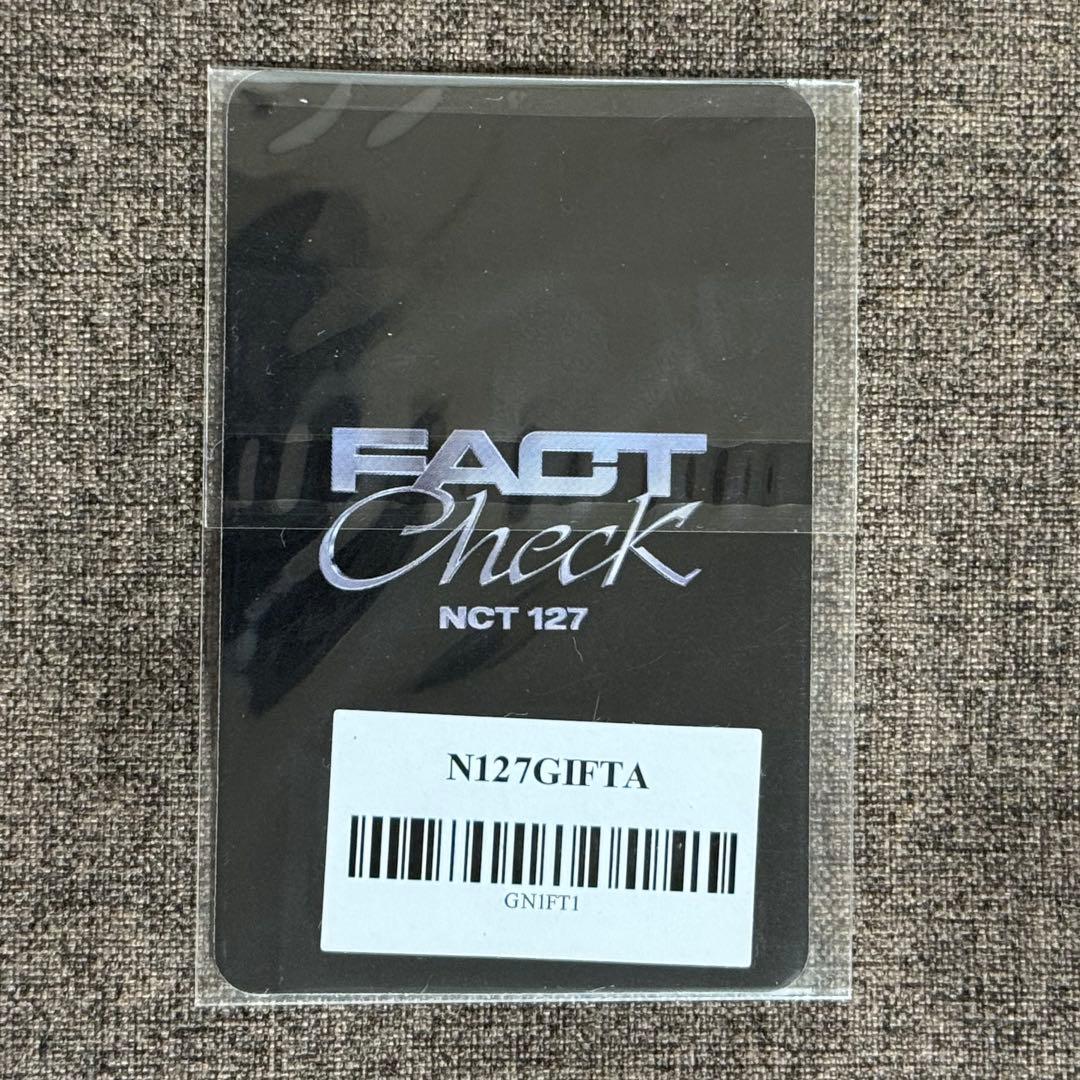 FACT
Check
NCT 127
N127GIFTA
GN1FT1